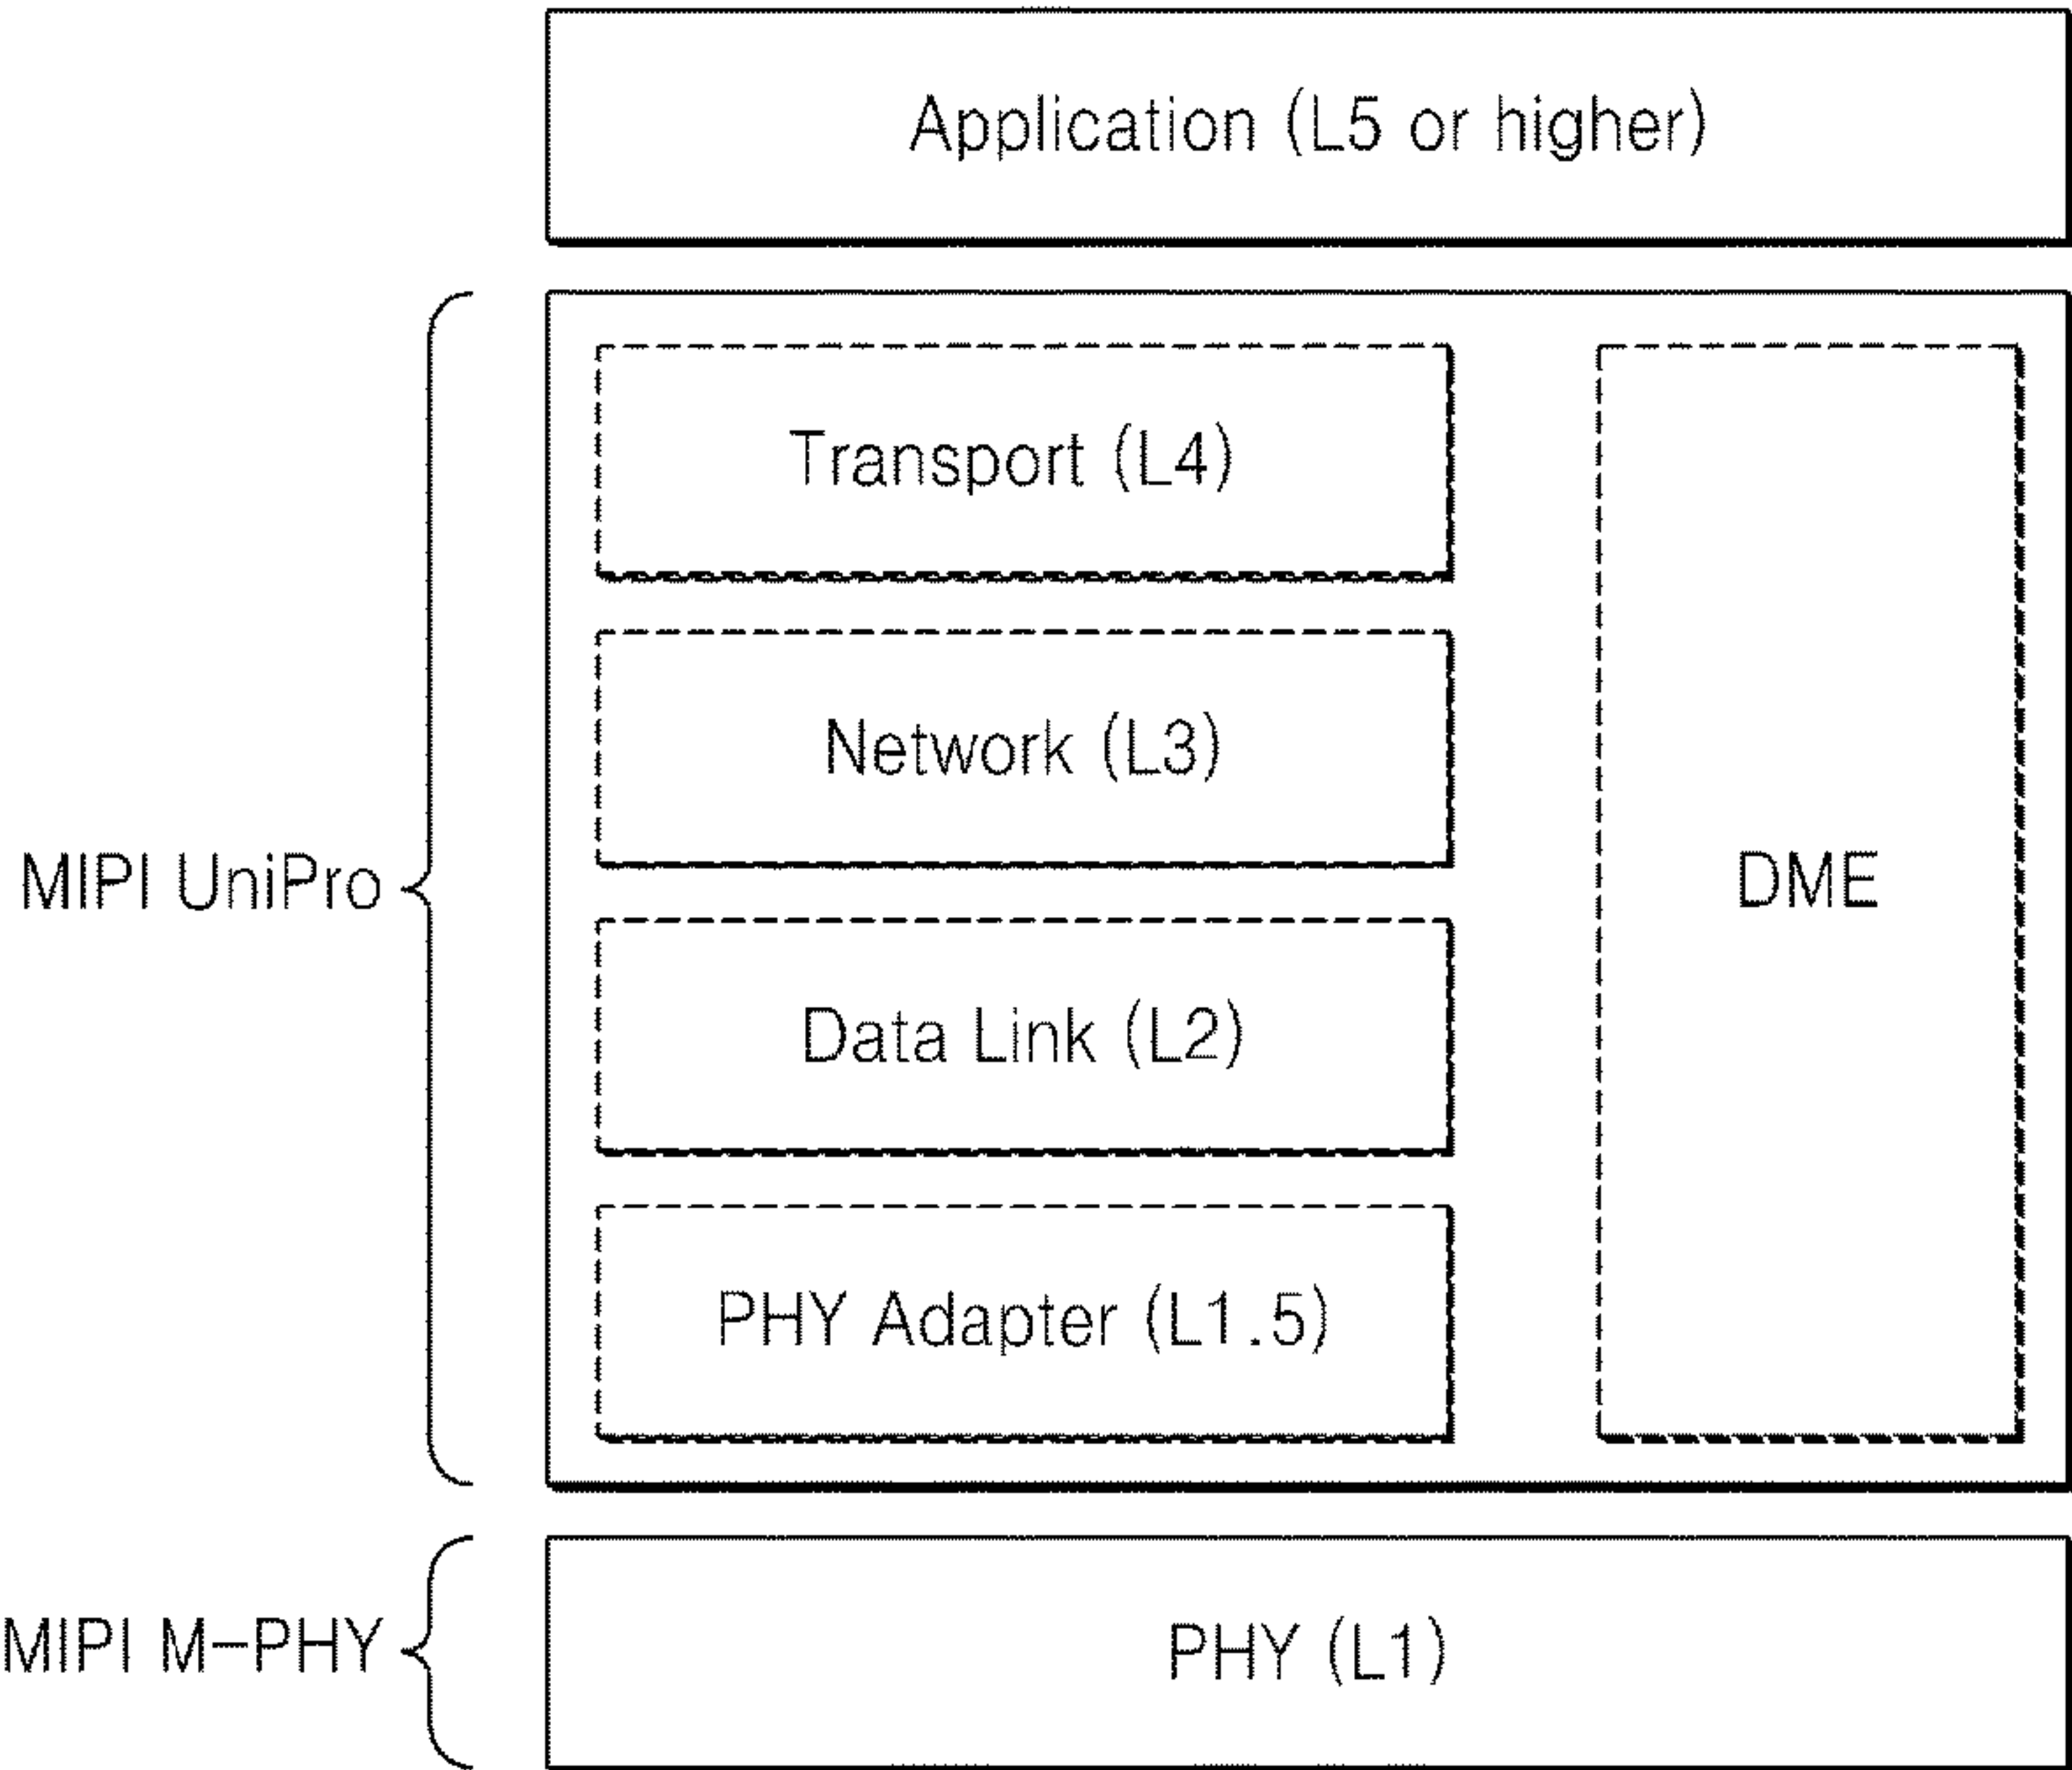 Application (L5 or higher)
Transport (L4)
Network (L3)
MIPI UniPro
DME
Data Link (L2)
PHY Adapter (L1.5)
MIPI M-PHY
PHY (L1)